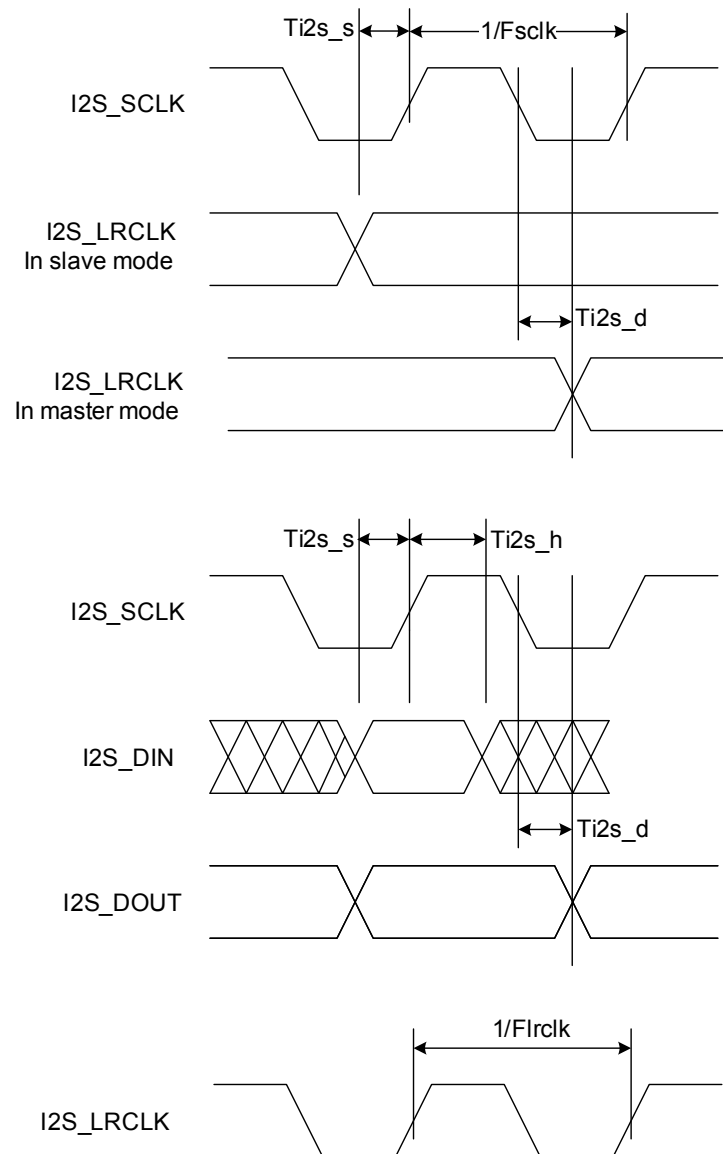 Ti2s_s
1/Fsclk
I2S_SCLK
I2S_LRCLK
In slave mode
Ti2s_d
I2S_LRCLK
In master mode
Ti2s_s
Ti2s_h
I2S_SCLK
I2S_DIN
Ti2s_d
I2S_DOUT
1/Flrclk
I2S_LRCLK